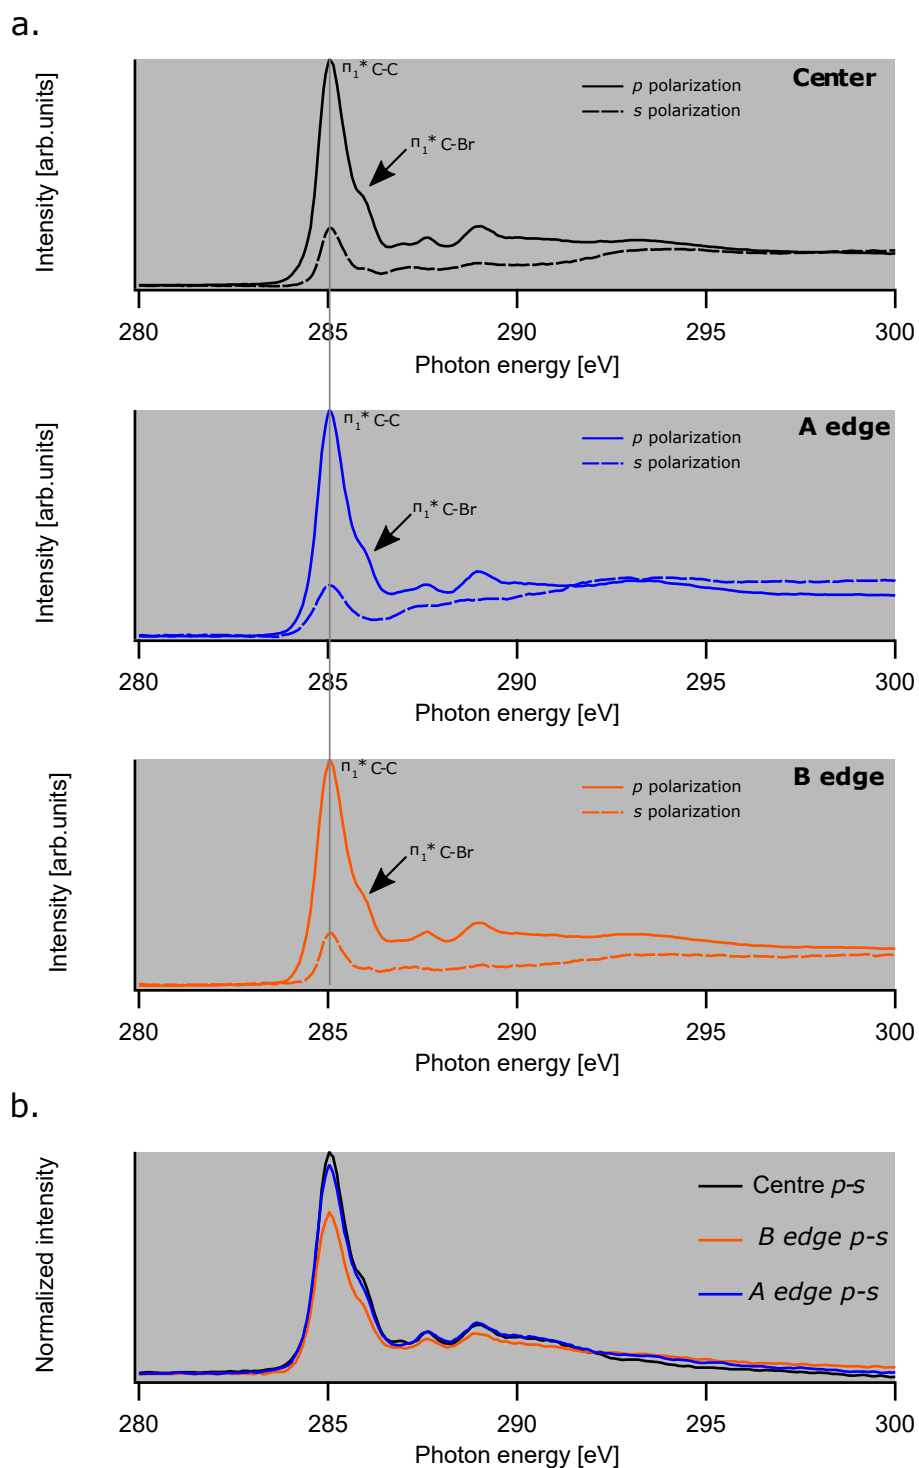 a.
Intensity [arb.units]
π₁* C-C
π₁* C-Br
p polarization
s polarization
Center
280 285 290 295 300
Photon energy [eV]
Intensity [arb.units]
π₁* C-C
π₁* C-Br
p polarization
s polarization
A edge
280 285 290 295 300
Photon energy [eV]
Intensity [arb.units]
π₁* C-C
π₁* C-Br
p polarization
s polarization
B edge
280 285 290 295 300
Photon energy [eV]
b.
Normalized intensity
Centre p-s
B edge p-s
A edge p-s
280 285 290 295 300
Photon energy [eV]